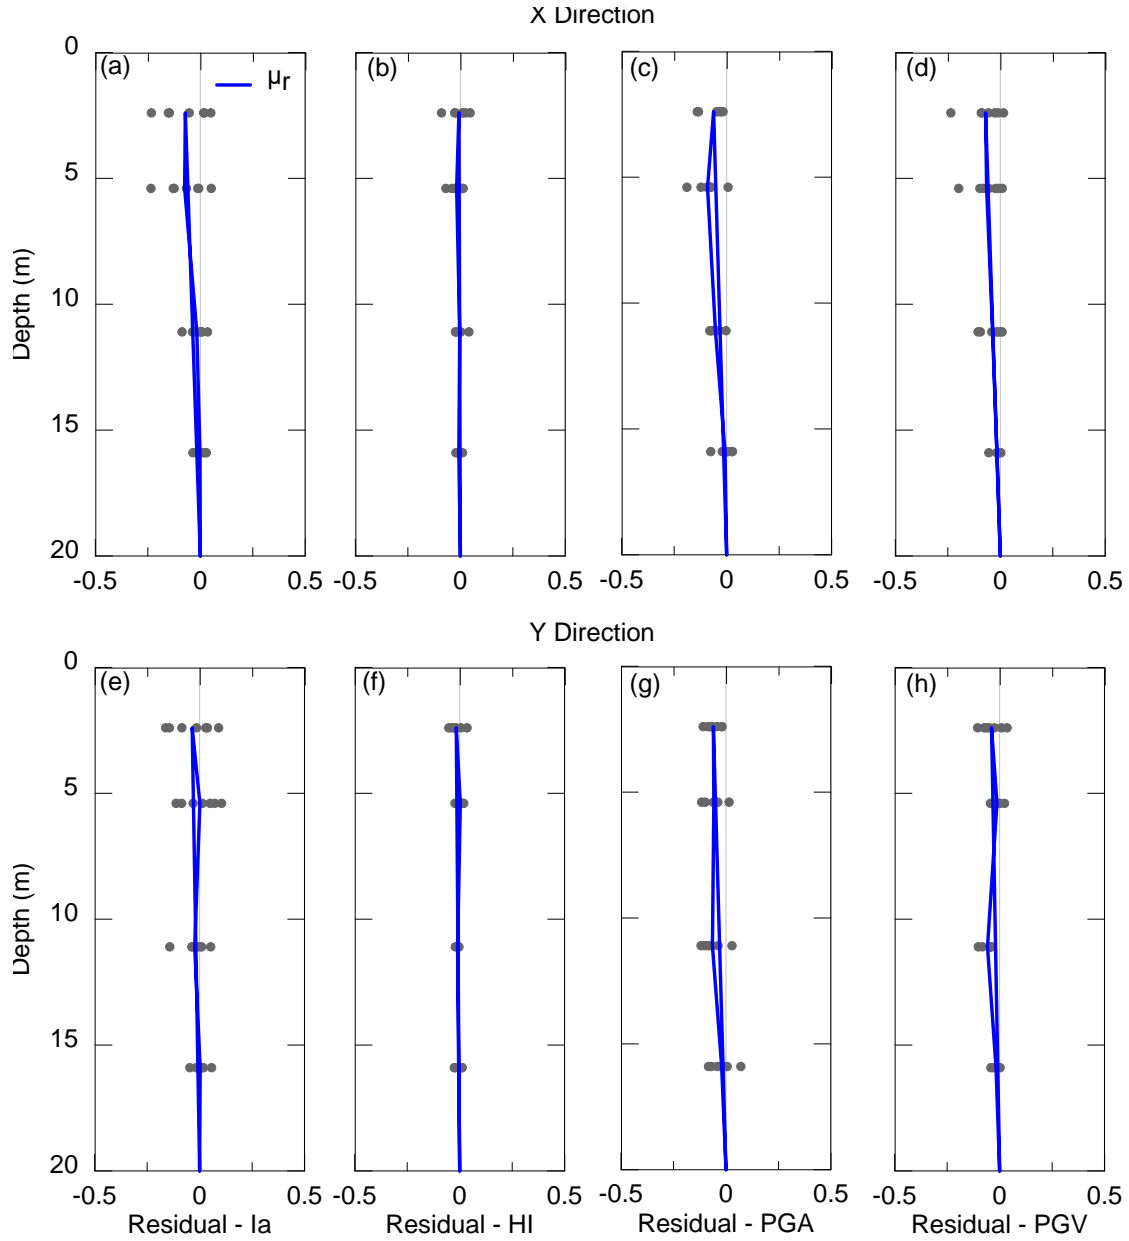 X Direction
0
5
10
15
20
Depth (m)
(a)
μr
(b)
(c)
(d)
-0.5 0 0.5
-0.5 0 0.5
-0.5 0 0.5
-0.5 0 0.5
Y Direction
0
5
10
15
20
Depth (m)
(e)
(f)
(g)
(h)
-0.5 0 0.5
-0.5 0 0.5
-0.5 0 0.5
-0.5 0 0.5
Residual - Ia
Residual - HI
Residual - PGA
Residual - PGV